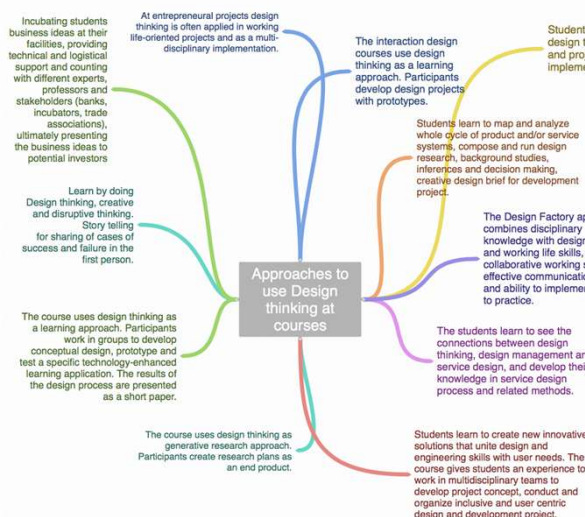 Incubating students
business ideas at their
facilities, providing
technical and logistical
support and counting
with different experts,
professors and
stakeholders (banks,
incubators, trade
associations),
ultimately presenting
the business ideas to
potential investors
At entrepreneural projects design
thinking is often applied in working
life-oriented projects and as a multi-
disciplinary implementation.
The interaction design
courses use design
thinking as a learning
approach. Participants
develop design projects
with prototypes.
Student
design t
and proj
impleme
Students learn to map and analyze
whole cycle of product and/or service
systems, compose and run design
research, background studies,
inferences and decision making,
creative design brief for development
project.
Learn by doing
Design thinking, creative
and disruptive thinking.
Story telling
for sharing of cases of
success and failure in the
first person.
The Design Factory ap
combines disciplinary
knowledge with design
and working life skills,
collaborative working s
effective communicatio
and ability to implemen
to practice.
Approaches to
use Design
thinking at
courses
The course uses design thinking as
a learning approach. Participants
work in groups to develop
conceptual design, prototype and
test a specific technology-enhanced
learning application. The results of
the design process are presented
as a short paper.
The students learn to see the
connections between design
thinking, design management an
service design, and develop thei
knowledge in service design
process and related methods.
The course uses design thinking as
generative research approach.
Participants create research plans as
an end product.
Students learn to create new innovative
solutions that unite design and
engineering skills with user needs. The
course gives students an experience to
work in multidisciplinary teams to
develop project concept, conduct and
organize inclusive and user centric
design and development project.